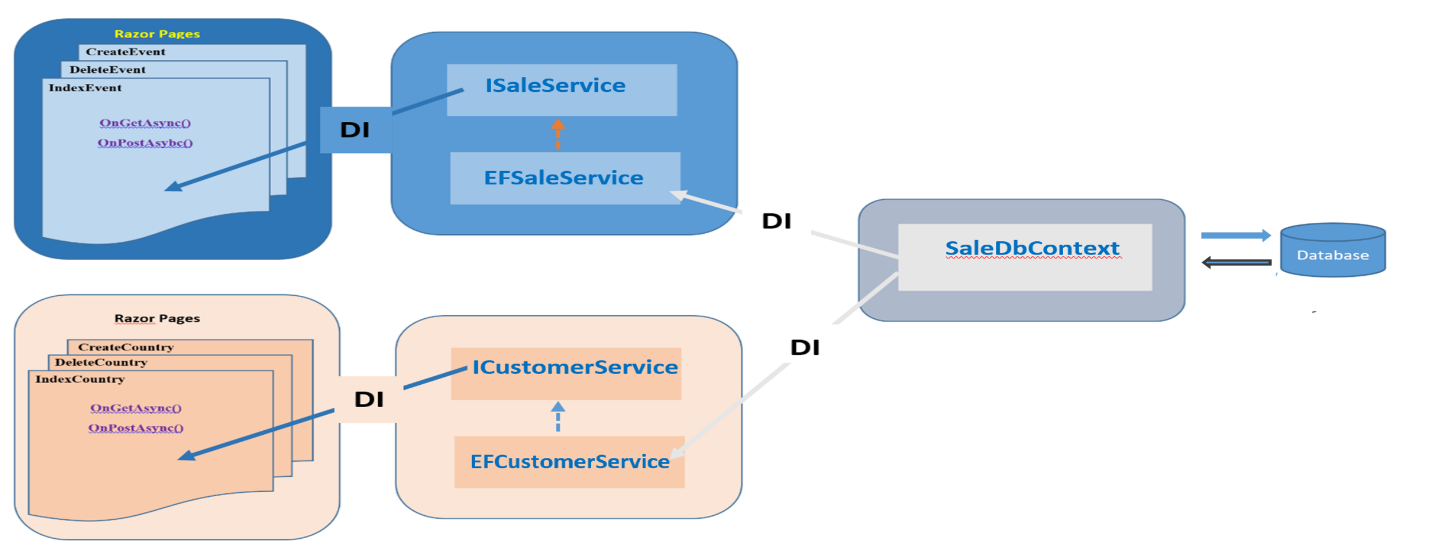 Razor Pages
CreateEvent
DeleteEvent
IndexEvent
OnGetAsync()
OnPostAsybc()
DI
ISaleService
EFSaleService
DI
SaleDbContext
Database
Razor Pages
CreateCountry
DeleteCountry
IndexCountry
OnGetAsync()
OnPostAsync()
DI
ICustomerService
EFCustomerService
DI